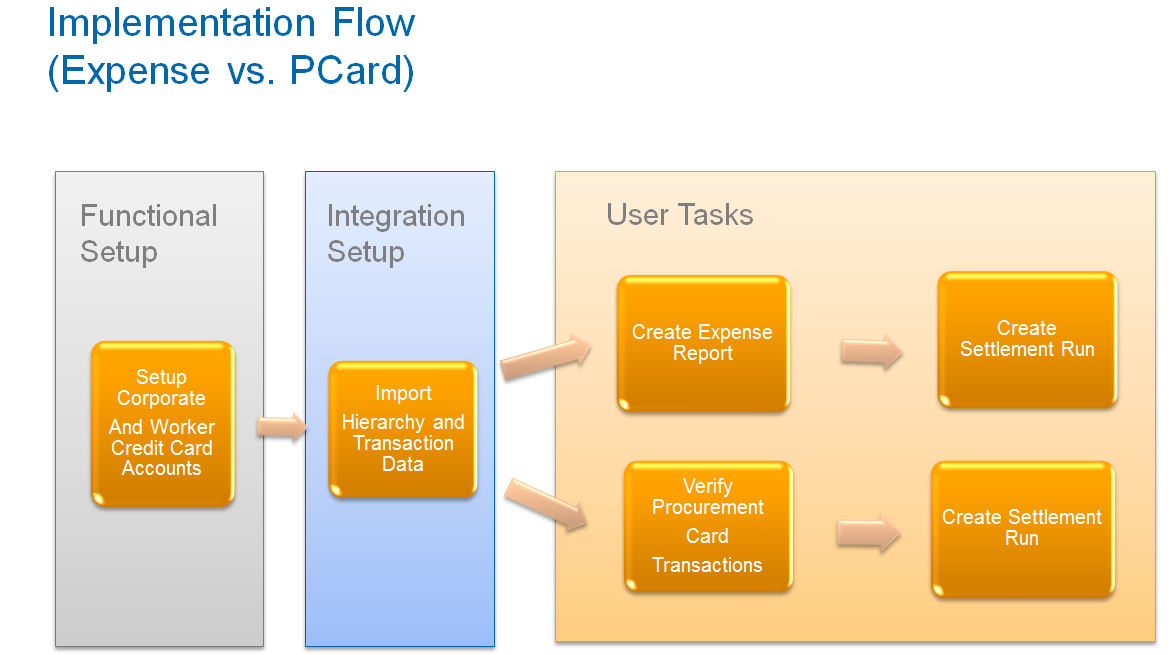 Implementation Flow
(Expense vs. PCard)
Functional
Setup
Integration
Setup
User Tasks
Setup
Corporate
And Worker
Credit Card
Accounts
Import
Hierarchy and
Transaction
Data
Create Expense
Report
Create
Settlement Run
Verify
Procurement
Card
Transactions
Create Settlement
Run